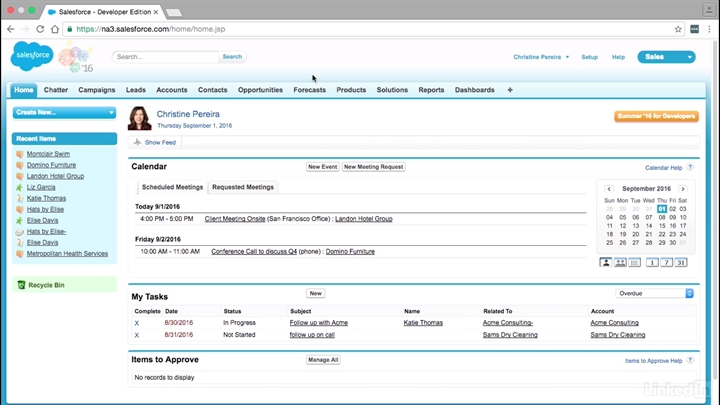 Salesforce - Developer Edition
https://na3.salesforce.com/home/home.jsp
salesforce
'16
Search...
Search
Christine Pereira
Setup
Help
Sales
Home Chatter Campaigns Leads Accounts Contacts Opportunities Forecasts Products Solutions Reports Dashboards +
Create New...
Recent Items
Montclair Swim
Domino Furniture
Landon Hotel Group
Liz Garcia
Katie Thomas
Hats by Elise
Elise Davis
Hats by Elise-
Elise Davis
Metropolitan Health Services
Recycle Bin
Christine Pereira
Thursday September 1, 2016
Summer '16 for Developers
Show Feed
Calendar
New Event New Meeting Request
Calendar Help ?
Scheduled Meetings Requested Meetings
Today 9/1/2016
4:00 PM - 5:00 PM Client Meeting Onsite (San Francisco Office) : Landon Hotel Group
Friday 9/2/2016
10:00 AM - 11:00 AM Conference Call to discuss Q4 (phone) : Domino Furniture
September 2016
Sun Mon Tue Wed Thu Fri Sat
28 29 30 31 01 02 03
04 05 06 07 08 09 10
11 12 13 14 15 16 17
18 19 20 21 22 23 24
25 26 27 28 29 30 01
1 7 31
My Tasks
New
Overdue
Complete Date Status Subject Name Related To Account
X 8/30/2016 In Progress Follow up with Acme Katie Thomas Acme Consulting- Acme Consulting
X 8/31/2016 Not Started follow up on call Sams Dry Cleaning- Sams Dry Cleaning
Items to Approve
Manage All
Items to Approve Help ?
No records to display
LinkedIn